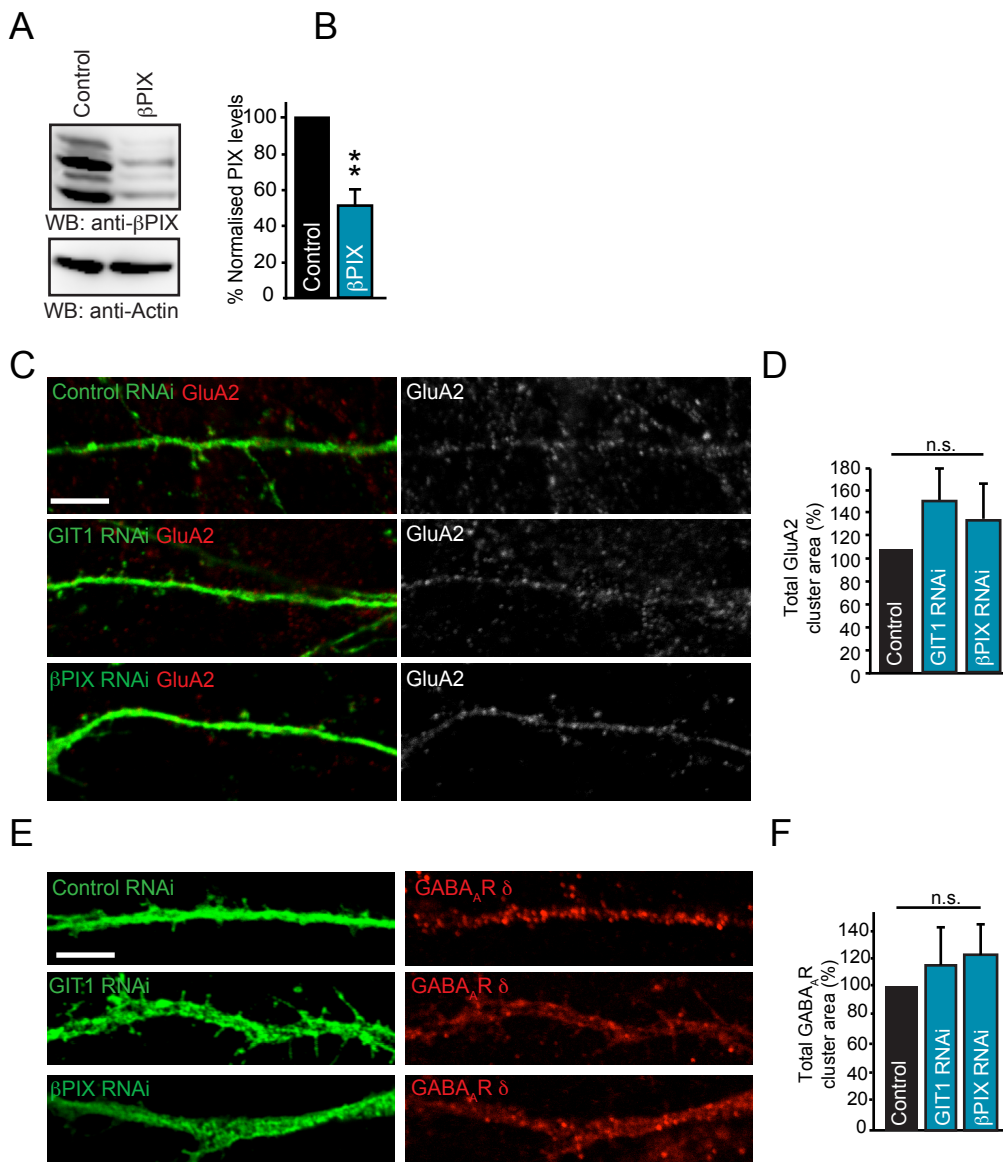 A
B
Control
βPIX
WB: anti-βPIX
WB: anti-Actin
% Normalised PIX levels
100
80
60
40
20
0
**
Control
βPIX
C
Control RNAi GluA2
GluA2
GIT1 RNAi GluA2
GluA2
βPIX RNAi GluA2
GluA2
D
n.s.
Total GluA2
cluster area (%)
180
160
140
120
100
80
60
40
20
0
Control
GIT1 RNAi
βPIX RNAi
E
Control RNAi
GABAAR δ
GIT1 RNAi
GABAAR δ
βPIX RNAi
GABAAR δ
F
n.s.
Total GABAAR
cluster area (%)
140
120
100
80
60
40
20
0
Control
GIT1 RNAi
βPIX RNAi